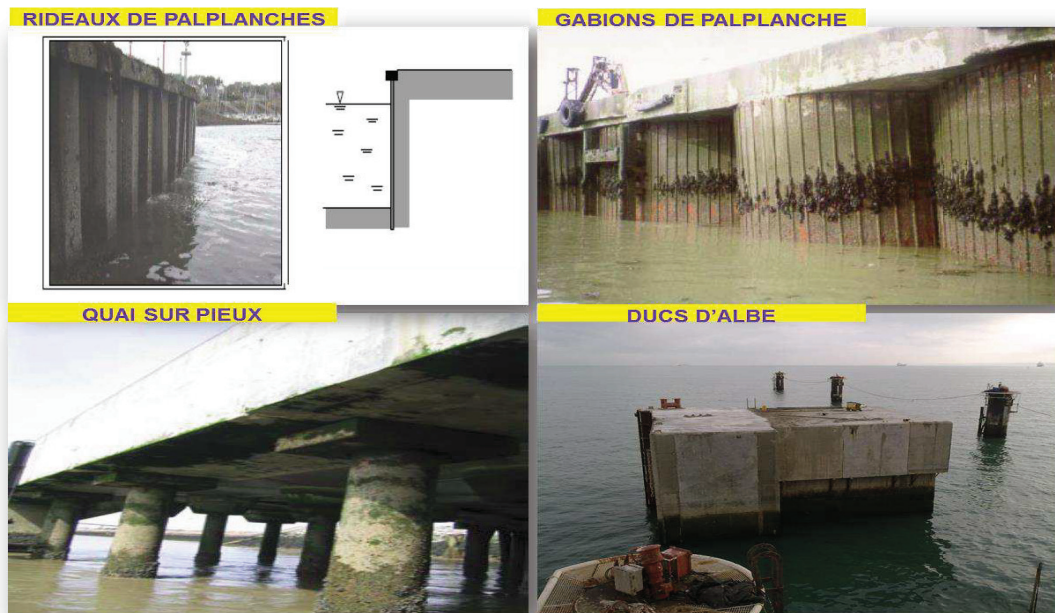 RIDEAUX DE PALPLANCHES
GABIONS DE PALPLANCHE
QUAI SUR PIEUX
DUCS D'ALBE